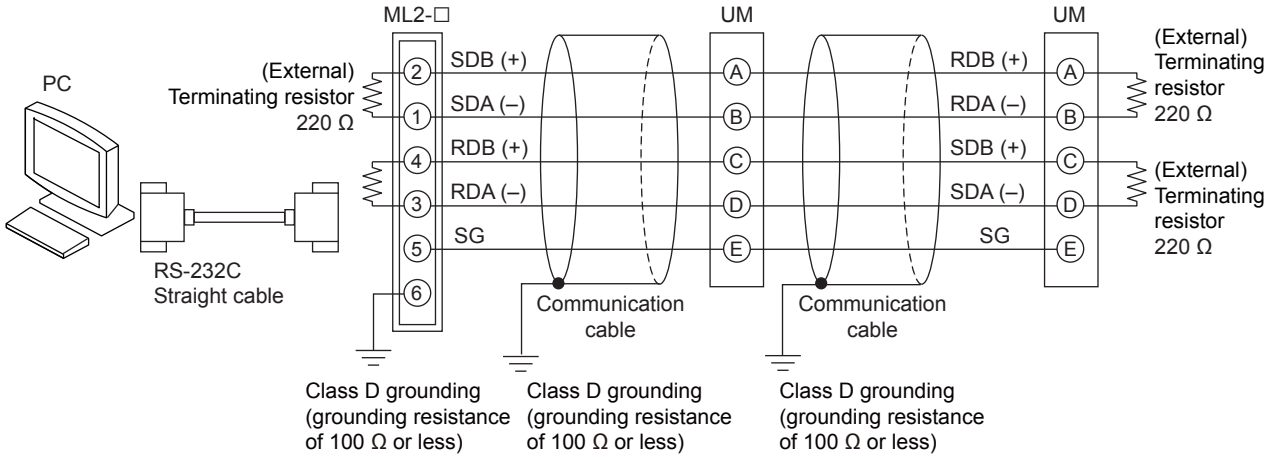 ML2-□
UM
UM
PC
(External)
Terminating resistor
220 Ω
2
1
4
3
5
6
SDB (+)
SDA (–)
RDB (+)
RDA (–)
SG
A
B
C
D
E
RDB (+)
RDA (–)
SDB (+)
SDA (–)
SG
A
B
C
D
E
(External)
Terminating
resistor
220 Ω
(External)
Terminating
resistor
220 Ω
RS-232C
Straight cable
Communication
cable
Communication
cable
Class D grounding
(grounding resistance
of 100 Ω or less)
Class D grounding
(grounding resistance
of 100 Ω or less)
Class D grounding
(grounding resistance
of 100 Ω or less)